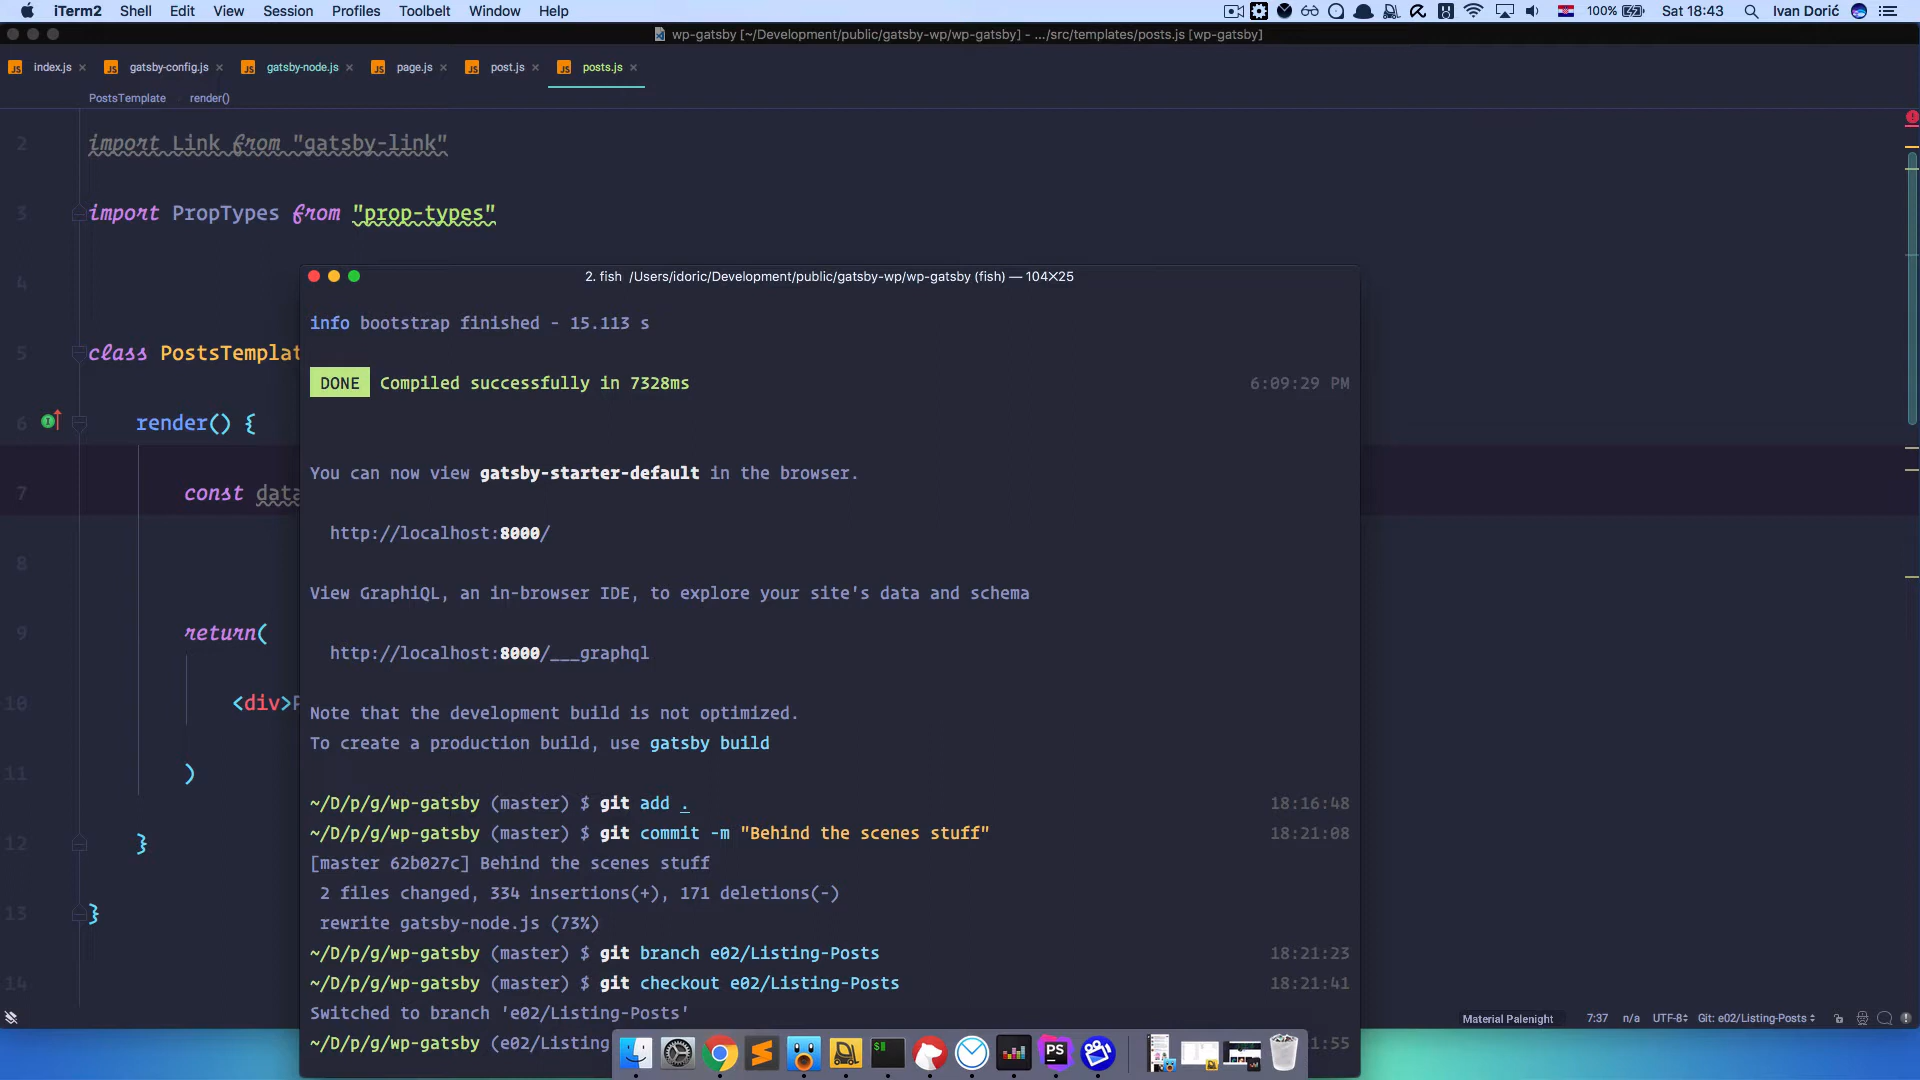 iTerm2 Shell Edit View Session Profiles Toolbelt Window Help 100% Sat 18:43 Ivan Dorić
wp-gatsby [~/Development/public/gatsby-wp/wp-gatsby] - .../src/templates/posts.js [wp-gatsby]
index.js gatsby-config.js gatsby-node.js page.js post.js posts.js
PostsTemplate render()
2 import Link from "gatsby-link"
3 import PropTypes from "prop-types"
4
5 class PostsTemplat
6 render() {
7 const data
8
9 return(
10 <div>P
11 )
12 }
13 }
14
2. fish /Users/idoric/Development/public/gatsby-wp/wp-gatsby (fish) — 104×25
info bootstrap finished - 15.113 s
DONE Compiled successfully in 7328ms 6:09:29 PM
You can now view gatsby-starter-default in the browser.
http://localhost:8000/
View GraphiQL, an in-browser IDE, to explore your site's data and schema
http://localhost:8000/___graphql
Note that the development build is not optimized.
To create a production build, use gatsby build
~/D/p/g/wp-gatsby (master) $ git add . 18:16:48
~/D/p/g/wp-gatsby (master) $ git commit -m "Behind the scenes stuff" 18:21:08
[master 62b027c] Behind the scenes stuff
2 files changed, 334 insertions(+), 171 deletions(-)
rewrite gatsby-node.js (73%)
~/D/p/g/wp-gatsby (master) $ git branch e02/Listing-Posts 18:21:23
~/D/p/g/wp-gatsby (master) $ git checkout e02/Listing-Posts 18:21:41
Switched to branch 'e02/Listing-Posts'
~/D/p/g/wp-gatsby (e02/Listing 1:55
Material Palenight 7:37 n/a UTF-8 Git: e02/Listing-Posts
PS